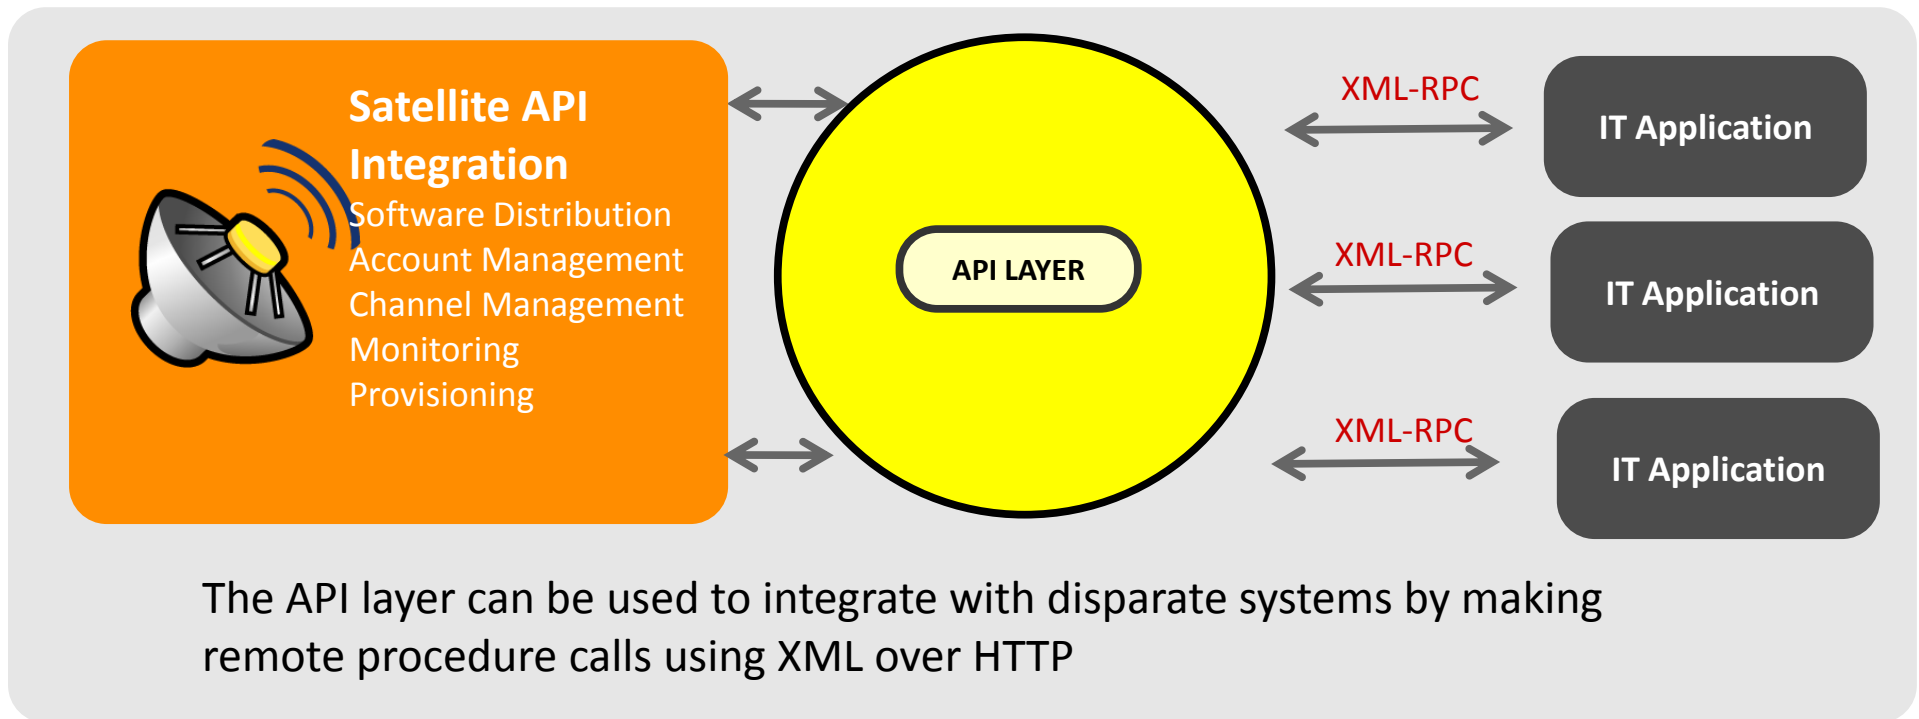 Satellite API
Integration
Software Distribution
Account Management
Channel Management
Monitoring
Provisioning
API LAYER
XML-RPC
IT Application
XML-RPC
IT Application
XML-RPC
IT Application
The API layer can be used to integrate with disparate systems by making
remote procedure calls using XML over HTTP